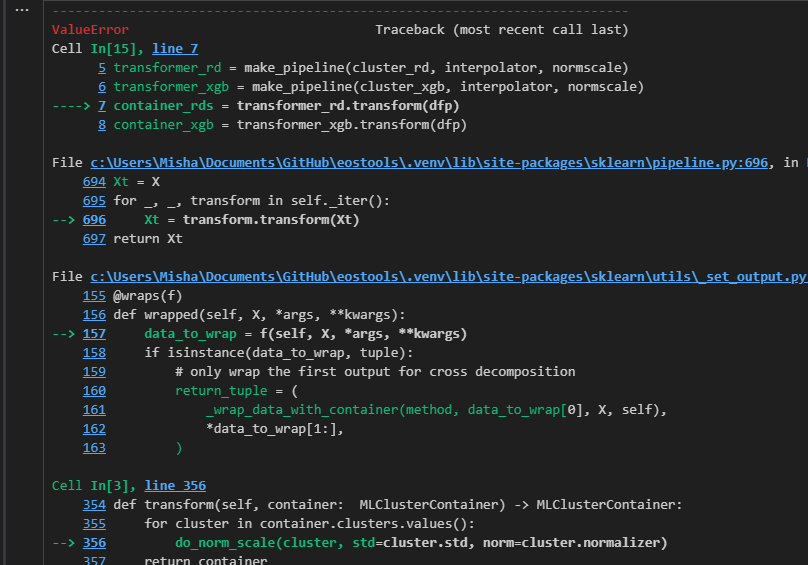 ...
--------------------------------------------------------------------------
ValueError Traceback (most recent call last)
Cell In[15], line 7
5 transformer_rd = make_pipeline(cluster_rd, interpolator, normscale)
6 transformer_xgb = make_pipeline(cluster_xgb, interpolator, normscale)
----> 7 container_rds = transformer_rd.transform(dfp)
8 container_xgb = transformer_xgb.transform(dfp)
File c:\Users\Misha\Documents\GitHub\eostools\.venv\lib\site-packages\sklearn\pipeline.py:696, in
694 Xt = X
695 for _, _, transform in self._iter():
--> 696 Xt = transform.transform(Xt)
697 return Xt
File c:\Users\Misha\Documents\GitHub\eostools\.venv\lib\site-packages\sklearn\utils\_set_output.py
155 @wraps(f)
156 def wrapped(self, X, *args, **kwargs):
--> 157 data_to_wrap = f(self, X, *args, **kwargs)
158 if isinstance(data_to_wrap, tuple):
159 # only wrap the first output for cross decomposition
160 return_tuple = (
161 _wrap_data_with_container(method, data_to_wrap[0], X, self),
162 *data_to_wrap[1:],
163 )
Cell In[3], line 356
354 def transform(self, container: MLClusterContainer) -> MLClusterContainer:
355 for cluster in container.clusters.values():
--> 356 do_norm_scale(cluster, std=cluster.std, norm=cluster.normalizer)
357 return container